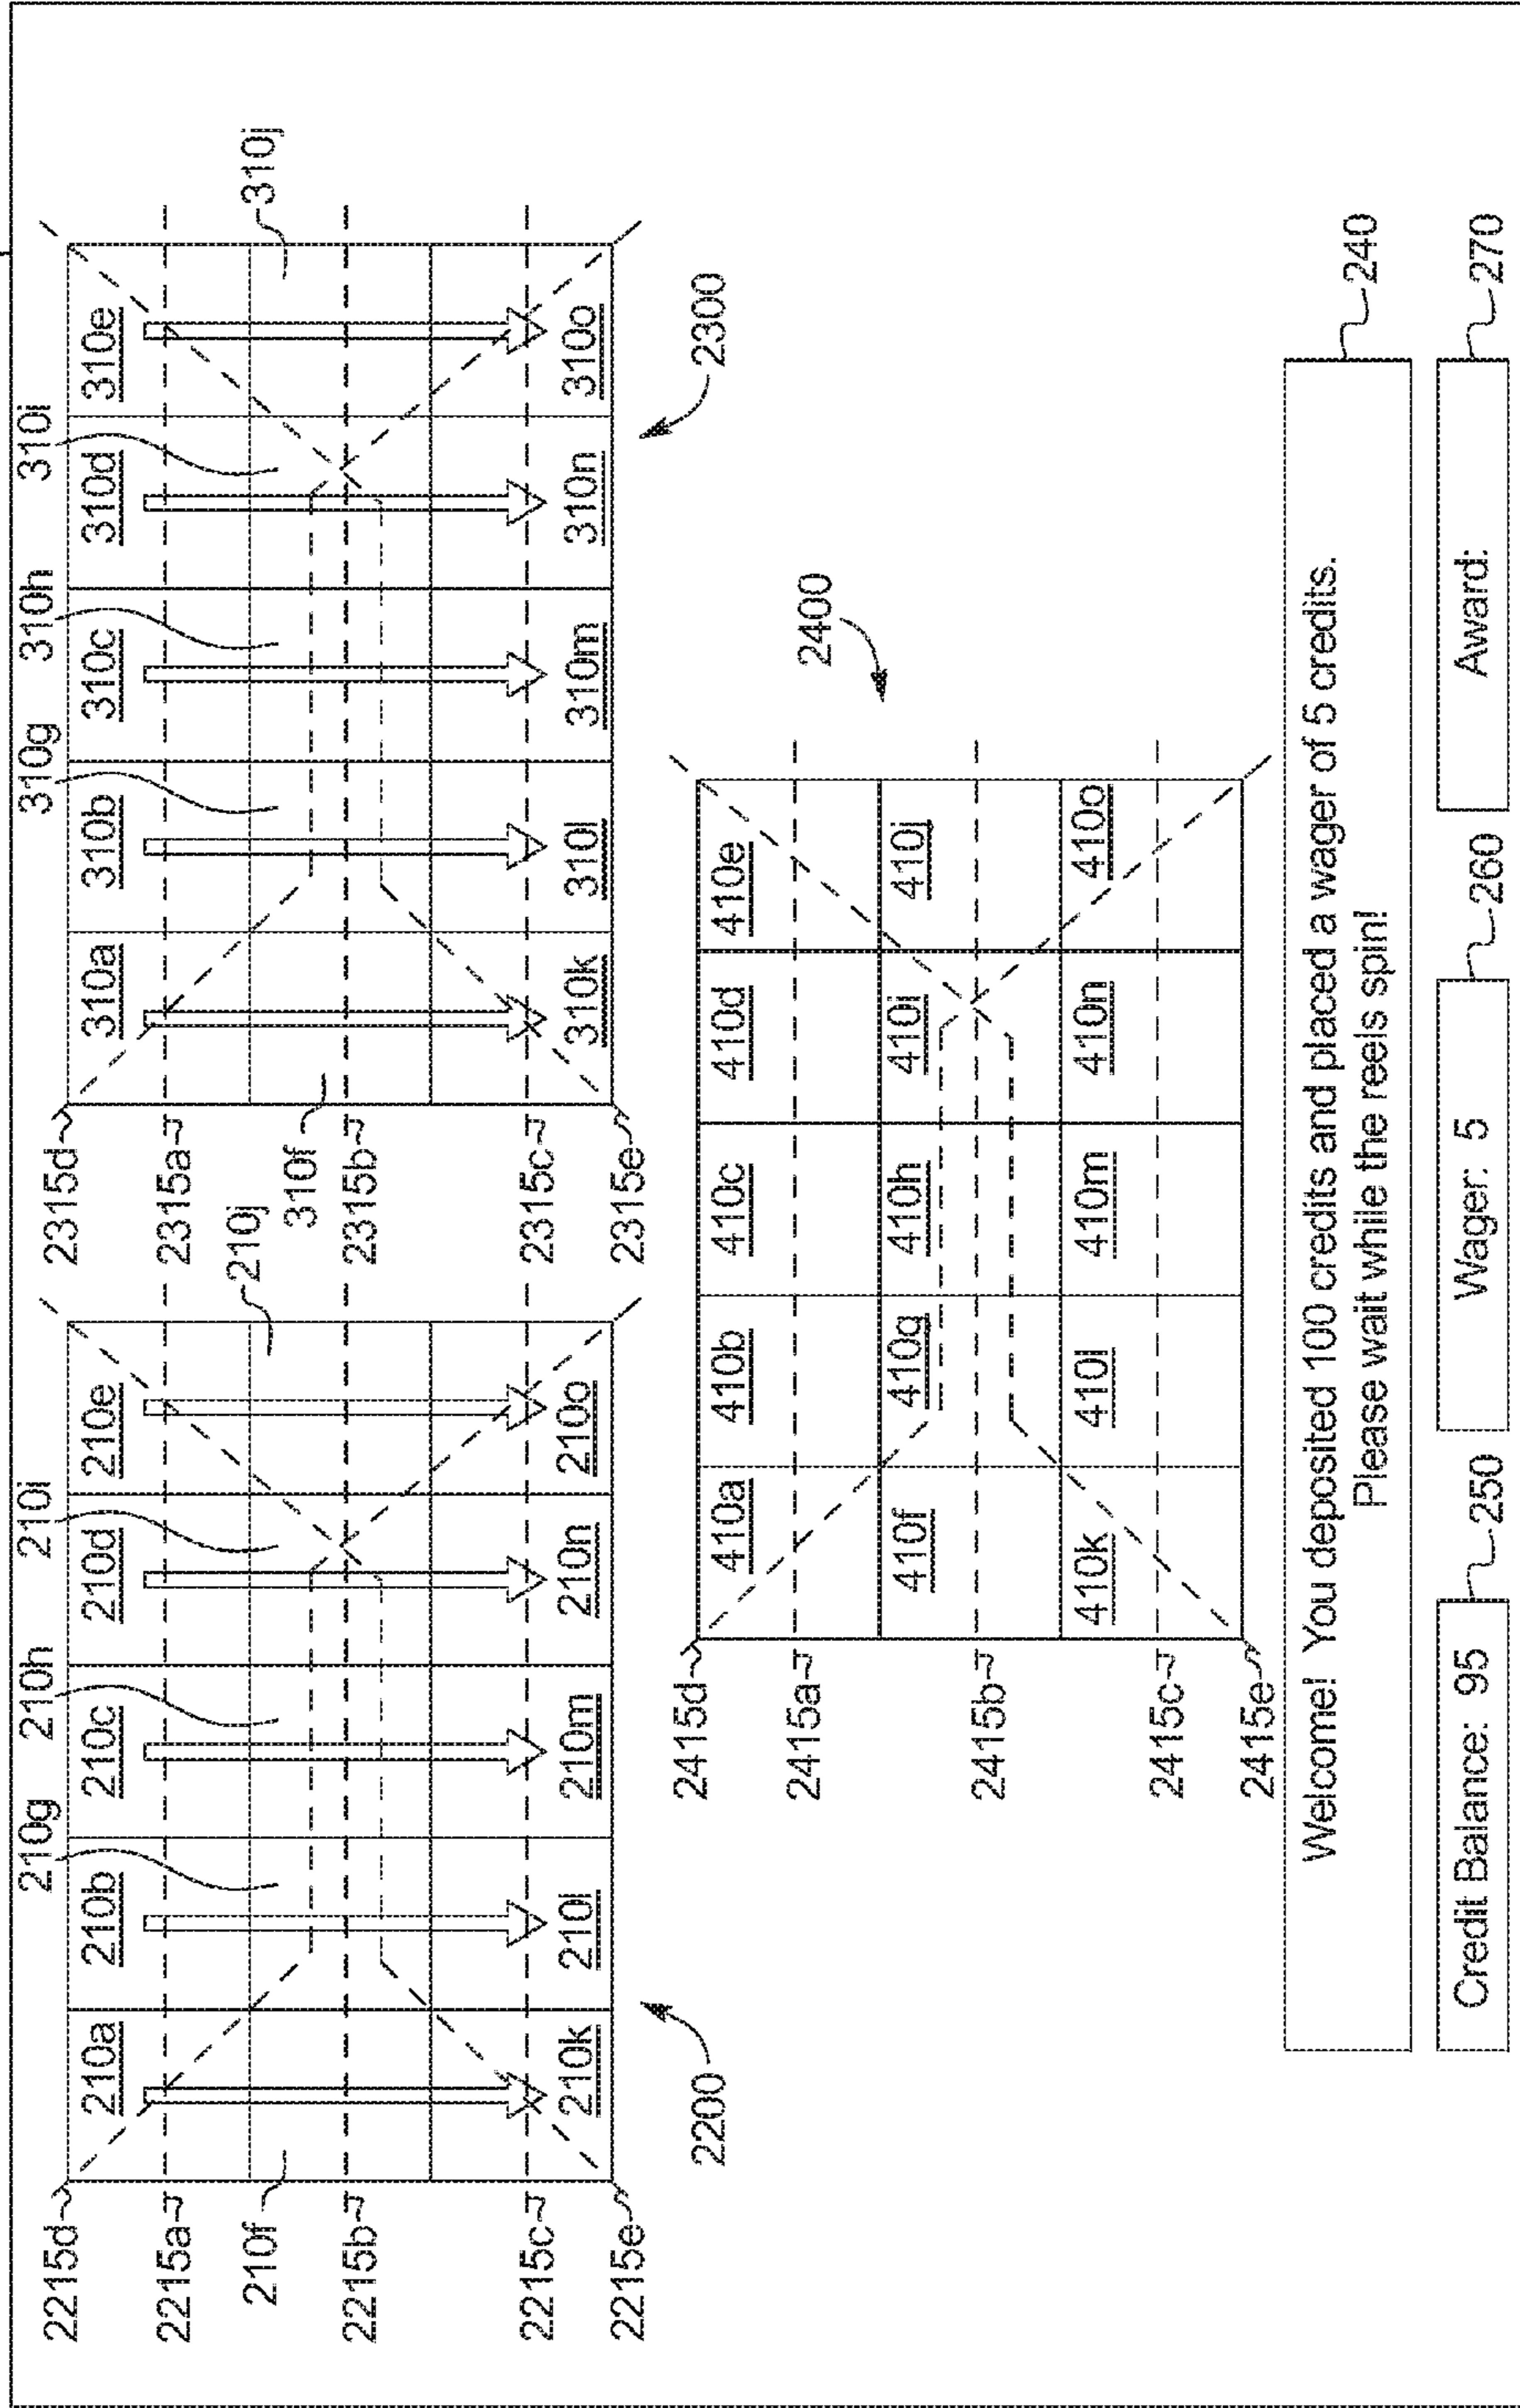 210g 210h 210i
310g 310h 310i
2215d
210a 210b 210c 210d 210e
2315d
310a 310b 310c 310d 310e
2215a
2315a
210f
210j
310f
310j
2215b
2315b
2215c
2315c
210k 210l 210m 210n 210o
310k 310l 310m 310n 310o
2215e
2315e
2200
2300
2400
2415d
410a 410b 410c 410d 410e
2415a
410f 410g 410h 410i 410j
2415b
410k 410l 410m 410n 410o
2415c
2415e
Welcome! You deposited 100 credits and placed a wager of 5 credits.
Please wait while the reels spin!
240
Credit Balance: 95
250
Wager: 5
260
Award:
270